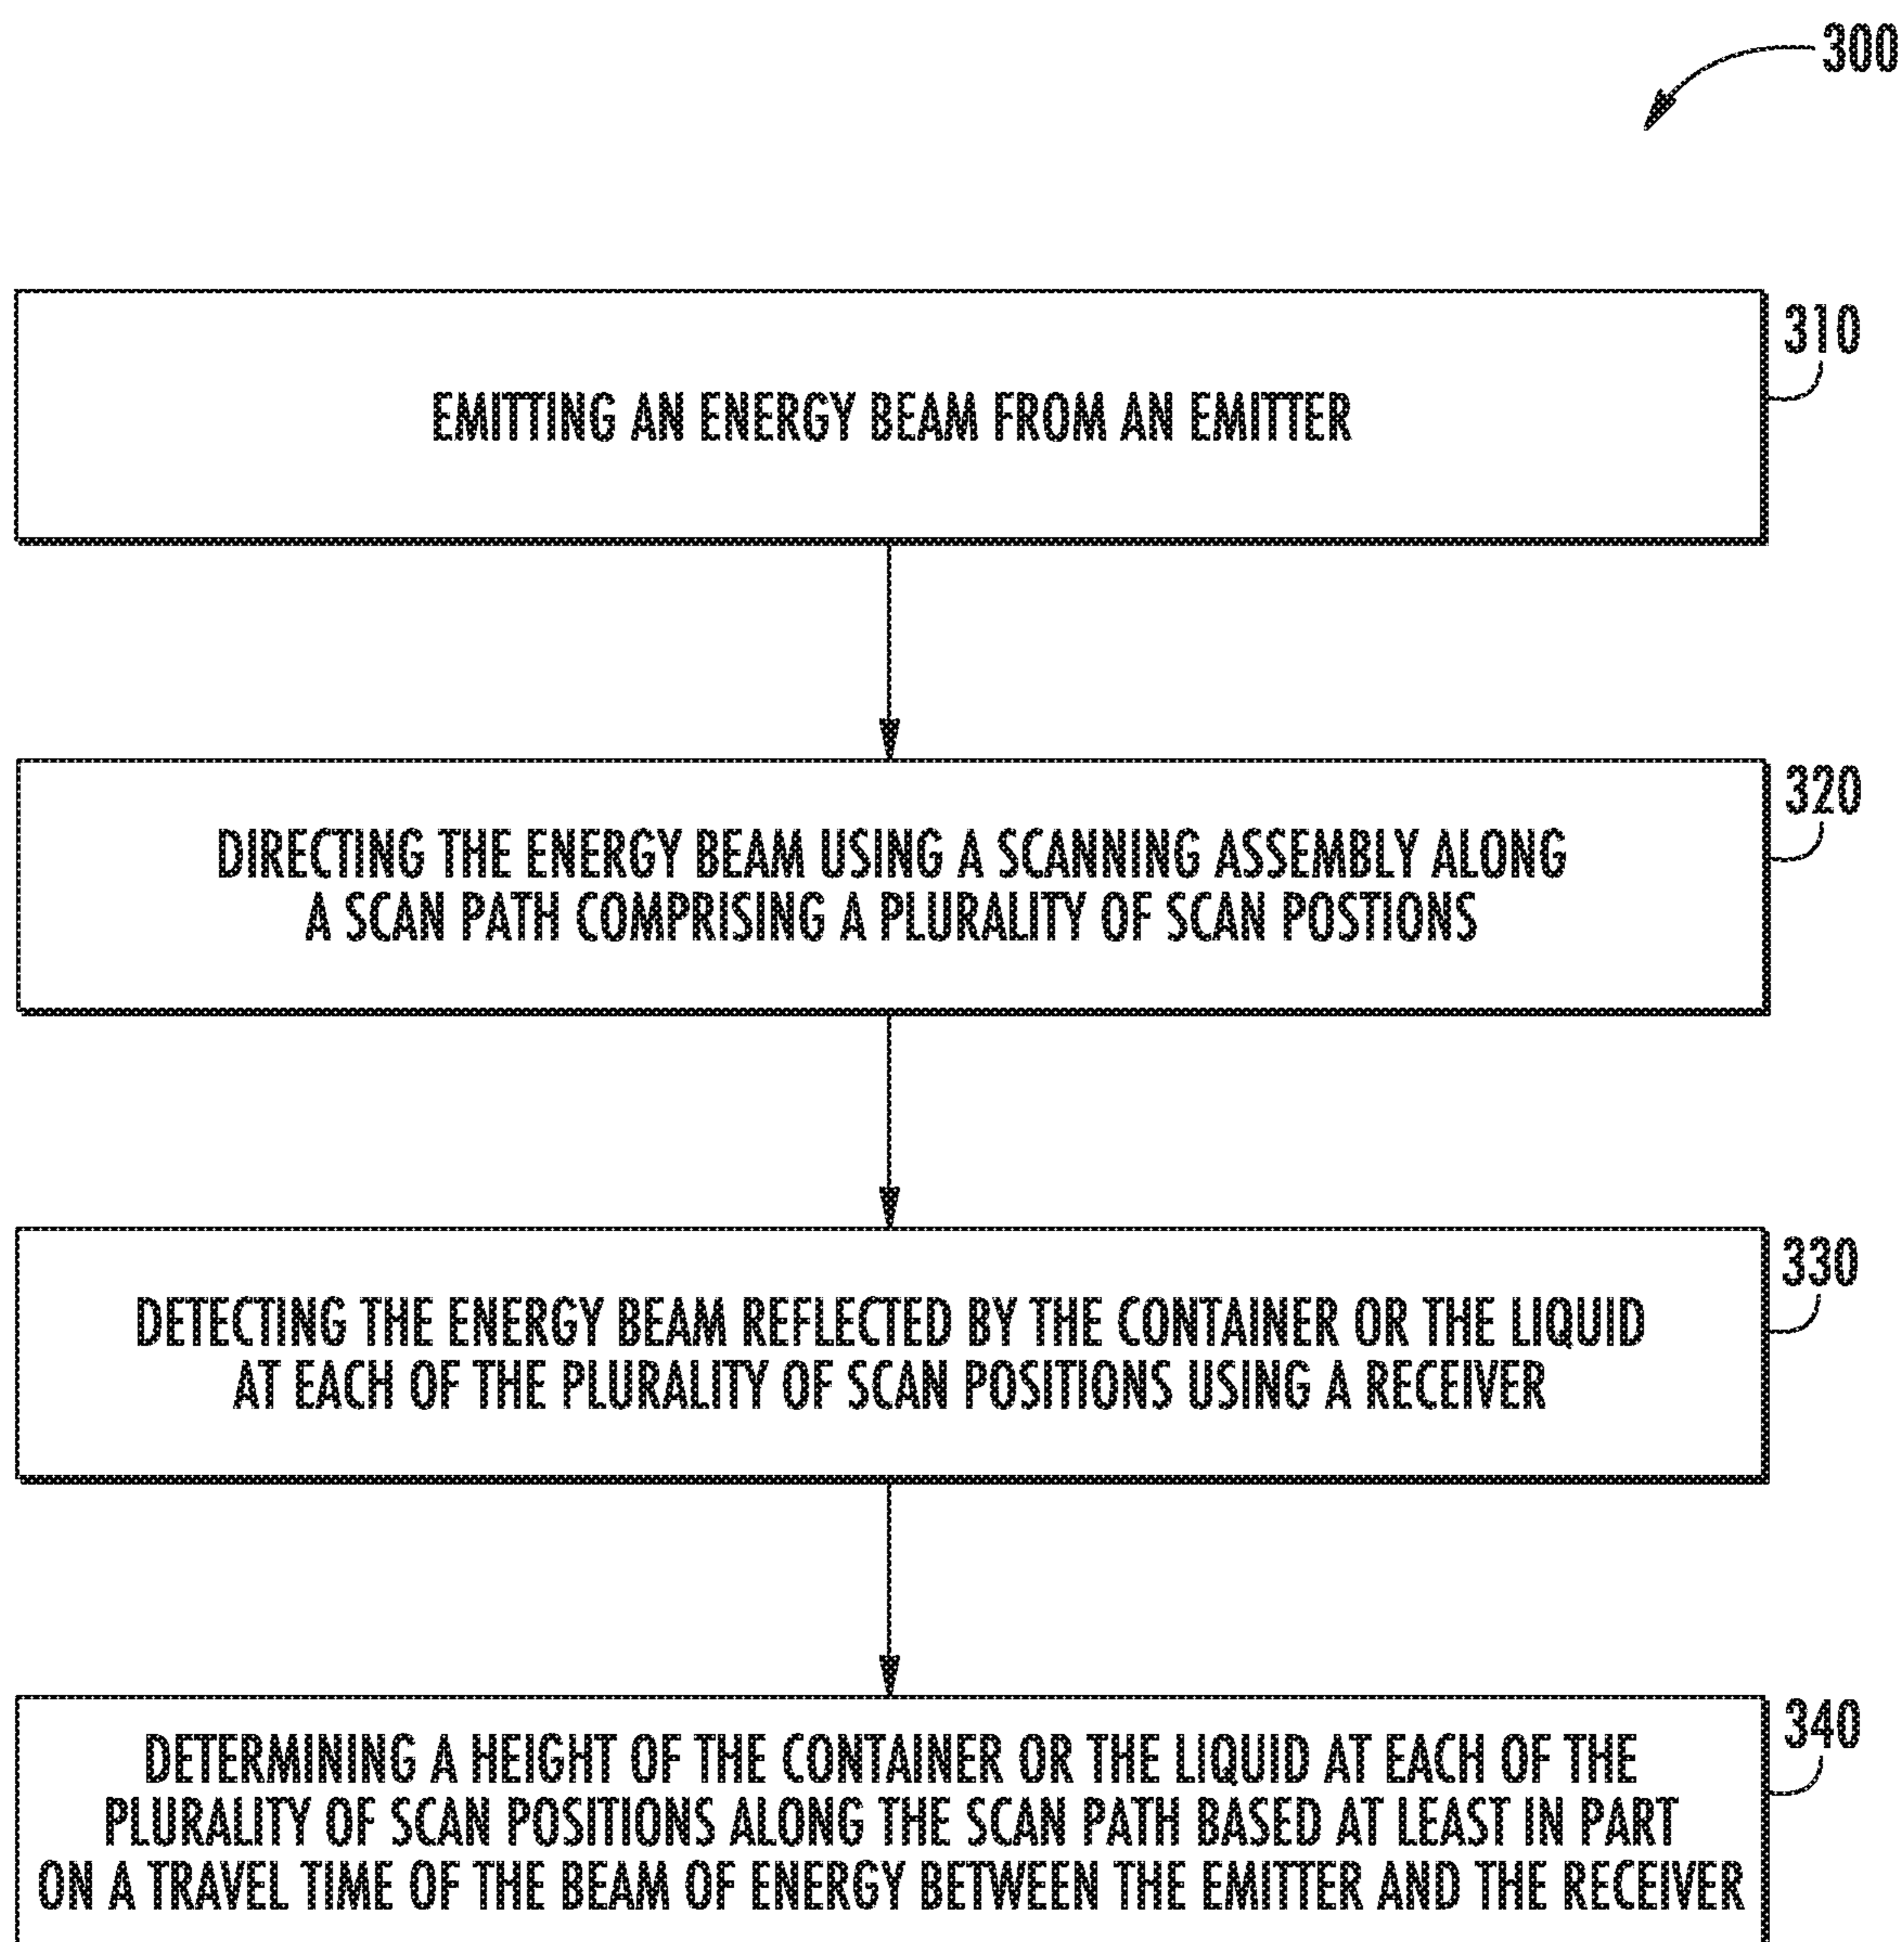 300
310
EMITTING AN ENERGY BEAM FROM AN EMITTER
320
DIRECTING THE ENERGY BEAM USING A SCANNING ASSEMBLY ALONG
A SCAN PATH COMPRISING A PLURALITY OF SCAN POSTIONS
330
DETECTING THE ENERGY BEAM REFLECTED BY THE CONTAINER OR THE LIQUID
AT EACH OF THE PLURALITY OF SCAN POSITIONS USING A RECEIVER
340
DETERMINING A HEIGHT OF THE CONTAINER OR THE LIQUID AT EACH OF THE
PLURALITY OF SCAN POSITIONS ALONG THE SCAN PATH BASED AT LEAST IN PART
ON A TRAVEL TIME OF THE BEAM OF ENERGY BETWEEN THE EMITTER AND THE RECEIVER